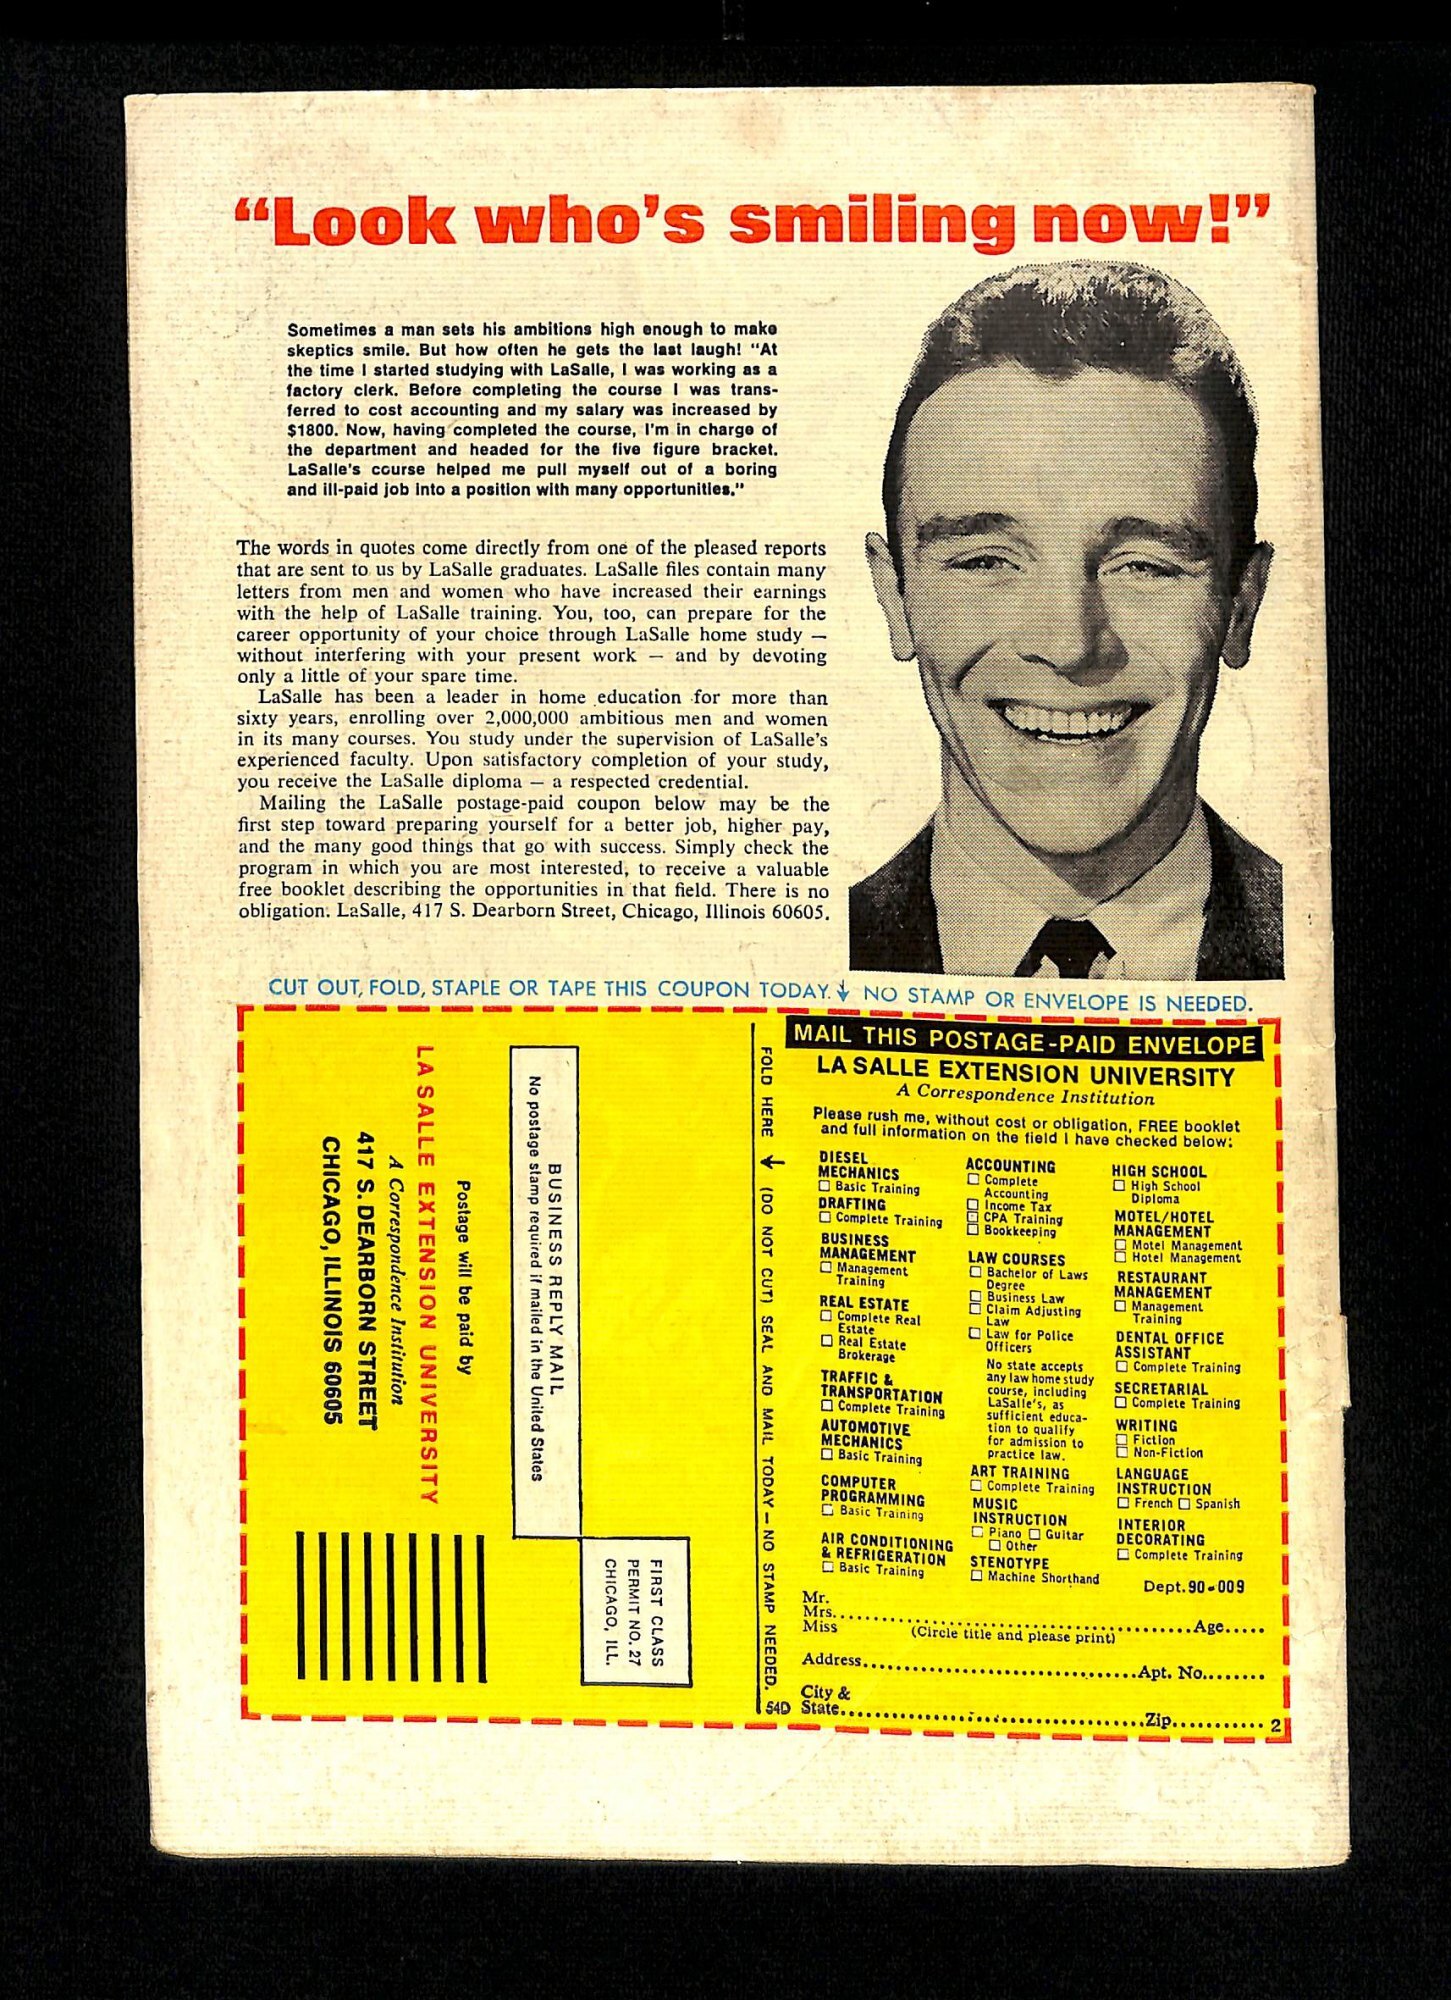 “Look who’s smiling now!”
Sometimes a man sets his ambitions high enough to make
skeptics smile. But how often he gets the last laugh! “At
the time I started studying with LaSalle, I was working as a
factory clerk. Before completing the course I was trans-
ferred to cost accounting and my salary was increased by
$1800. Now, having completed the course, I’m in charge of
the department and headed for the five figure bracket.
LaSalle’s course helped me pull myself out of a boring
and ill-paid job into a position with many opportunities.”
The words in quotes come directly from one of the pleased reports
that are sent to us by LaSalle graduates. LaSalle files contain many
letters from men and women who have increased their earnings
with the help of LaSalle training. You, too, can prepare for the
career opportunity of your choice through LaSalle home study —
without interfering with your present work — and by devoting
only a little of your spare time.
LaSalle has been a leader in home education for more than
sixty years, enrolling over 2,000,000 ambitious men and women
in its many courses. You study under the supervision of LaSalle’s
experienced faculty. Upon satisfactory completion of your study,
you receive the LaSalle diploma — a respected credential.
Mailing the LaSalle postage-paid coupon below may be the
first step toward preparing yourself for a better job, higher pay,
and the many good things that go with success. Simply check the
program in which you are most interested, to receive a valuable
free booklet describing the opportunities in that field. There is no
obligation. LaSalle, 417 S. Dearborn Street, Chicago, Illinois 60605.
CUT OUT, FOLD, STAPLE OR TAPE THIS COUPON TODAY. NO STAMP OR ENVELOPE IS NEEDED.
FIRST CLASS
PERMIT NO. 27
CHICAGO, ILL.
BUSINESS REPLY MAIL
No postage stamp required if mailed in the United States
Postage will be paid by
LA SALLE EXTENSION UNIVERSITY
A Correspondence Institution
417 S. DEARBORN STREET
CHICAGO, ILLINOIS 60605
FOLD HERE (DO NOT CUT) SEAL AND MAIL TODAY — NO STAMP NEEDED.
54D
MAIL THIS POSTAGE-PAID ENVELOPE
LA SALLE EXTENSION UNIVERSITY
A Correspondence Institution
Please rush me, without cost or obligation, FREE booklet
and full information on the field I have checked below:
DIESEL
MECHANICS
☐ Basic Training
DRAFTING
☐ Complete Training
BUSINESS
MANAGEMENT
☐ Management
Training
REAL ESTATE
☐ Complete Real
Estate
☐ Real Estate
Brokerage
TRAFFIC &
TRANSPORTATION
☐ Complete Training
AUTOMOTIVE
MECHANICS
☐ Basic Training
COMPUTER
PROGRAMMING
☐ Basic Training
AIR CONDITIONING
& REFRIGERATION
☐ Basic Training
ACCOUNTING
☐ Complete
Accounting
☐ Income Tax
☐ CPA Training
☐ Bookkeeping
LAW COURSES
☐ Bachelor of Laws
Degree
☐ Business Law
☐ Claim Adjusting
Law
☐ Law for Police
Officers
No state accepts
any law home study
course, including
LaSalle’s, as
sufficient educa-
tion to qualify
for admission to
practice law.
ART TRAINING
☐ Complete Training
MUSIC
INSTRUCTION
☐ Piano ☐ Guitar
☐ Other
STENOTYPE
☐ Machine Shorthand
HIGH SCHOOL
☐ High School
Diploma
MOTEL/HOTEL
MANAGEMENT
☐ Motel Management
☐ Hotel Management
RESTAURANT
MANAGEMENT
☐ Management
Training
DENTAL OFFICE
ASSISTANT
☐ Complete Training
SECRETARIAL
☐ Complete Training
WRITING
☐ Fiction
☐ Non-Fiction
LANGUAGE
INSTRUCTION
☐ French ☐ Spanish
INTERIOR
DECORATING
☐ Complete Training
Dept. 90-009
Mr.
Mrs. Age
Miss (Circle title and please print)
Address Apt. No.
City &
State Zip 2